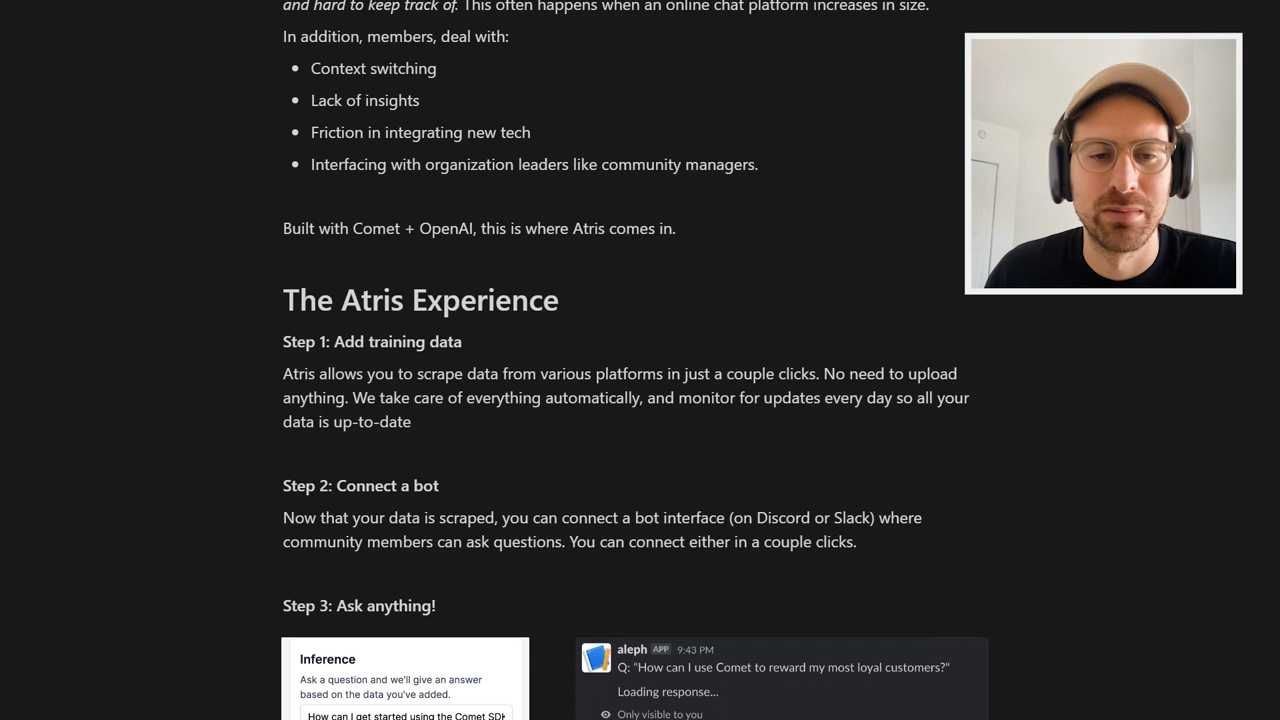 and hard to keep track of. This often happens when an online chat platform increases in size.
In addition, members, deal with:
• Context switching
• Lack of insights
• Friction in integrating new tech
• Interfacing with organization leaders like community managers.
Built with Comet + OpenAI, this is where Atris comes in.
The Atris Experience
Step 1: Add training data
Atris allows you to scrape data from various platforms in just a couple clicks. No need to upload
anything. We take care of everything automatically, and monitor for updates every day so all your
data is up-to-date
Step 2: Connect a bot
Now that your data is scraped, you can connect a bot interface (on Discord or Slack) where
community members can ask questions. You can connect either in a couple clicks.
Step 3: Ask anything!
Inference
Ask a question and we'll give an answer
based on the data you've added.
How can I get started using the Comet SDK
aleph APP 9:43 PM
Q: "How can I use Comet to reward my most loyal customers?"
Loading response...
Only visible to you